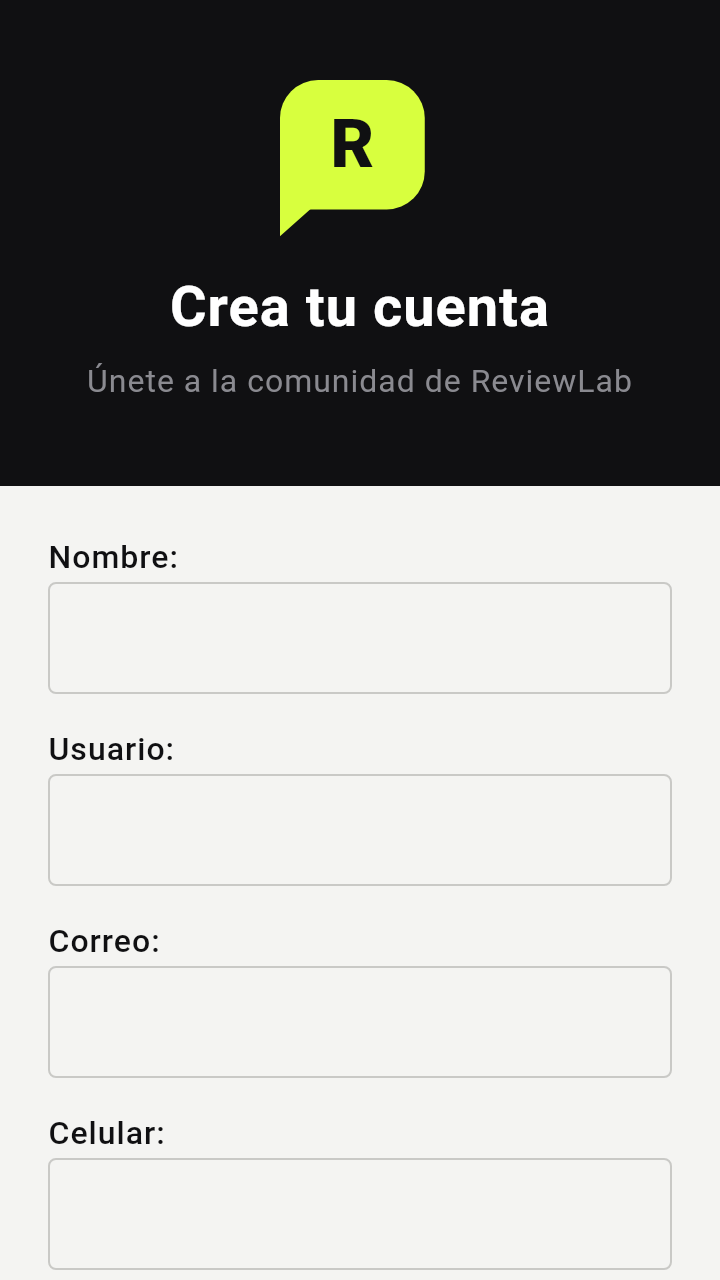 R
Crea tu cuenta
Únete a la comunidad de ReviewLab
Nombre:
Usuario:
Correo:
Celular: